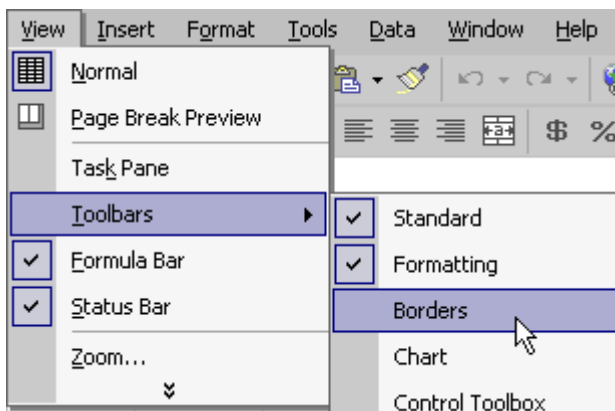 View Insert Format Tools Data Window Help
Normal
Page Break Preview
$ %
Task Pane
Toolbars
Standard
Formula Bar
Formatting
Status Bar
Borders
Zoom...
Chart
Control Toolbox